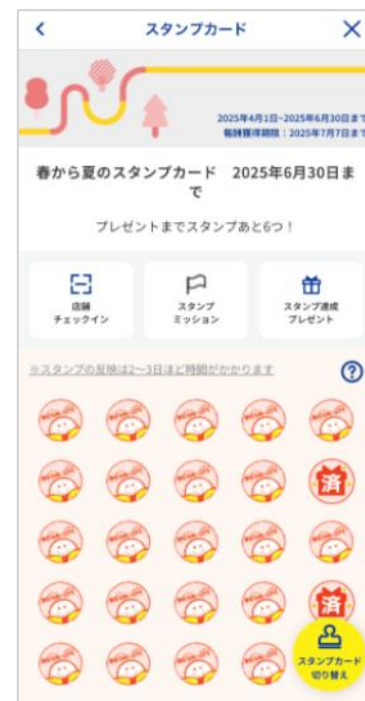 スタンプカード
2025年4月1日~2025年6月30日まで
報酬獲得期限：2025年7月7日まで
春から夏のスタンプカード　2025年6月30日ま
で
プレゼントまでスタンプあと6つ！
店舗
チェックイン
スタンプ
ミッション
スタンプ達成
プレゼント
※スタンプの反映は2～3日ほど時間がかかります
済
済
スタンプカード
切り替え